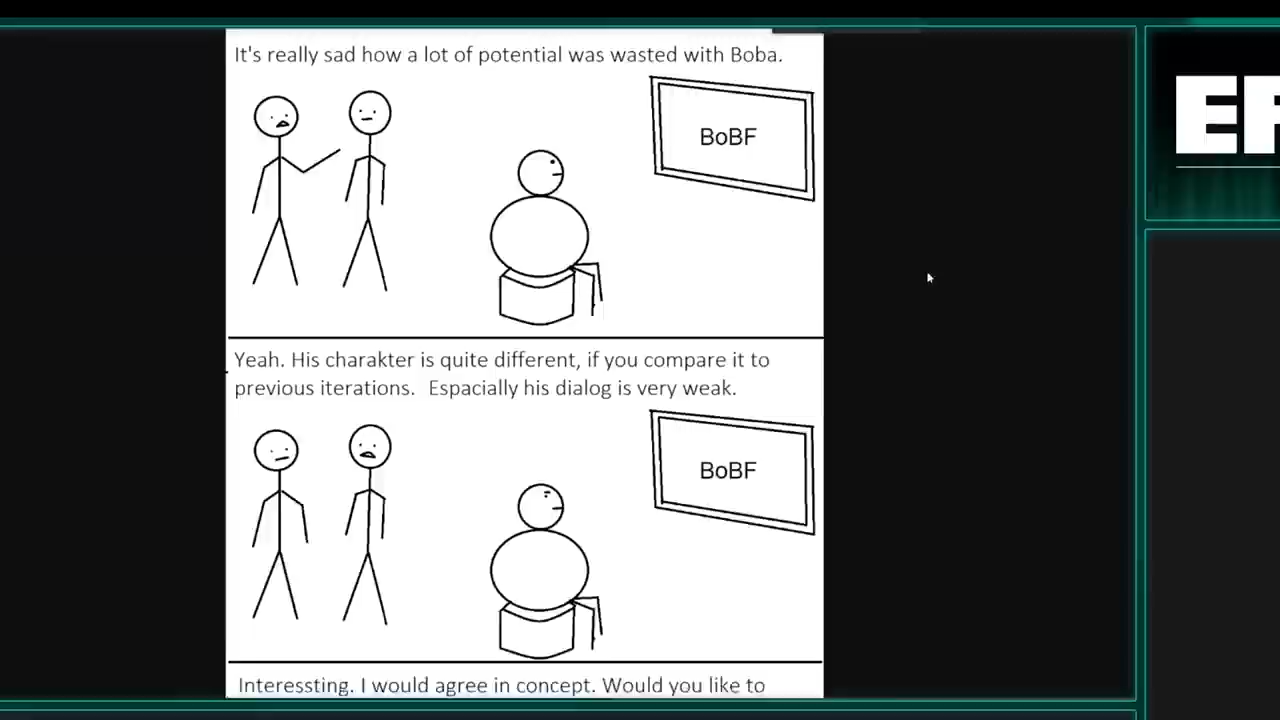 It's really sad how a lot of potential was wasted with Boba.
BoBF
Yeah. His charakter is quite different, if you compare it to
previous iterations. Espacially his dialog is very weak.
BoBF
Interessting. I would agree in concept. Would you like to